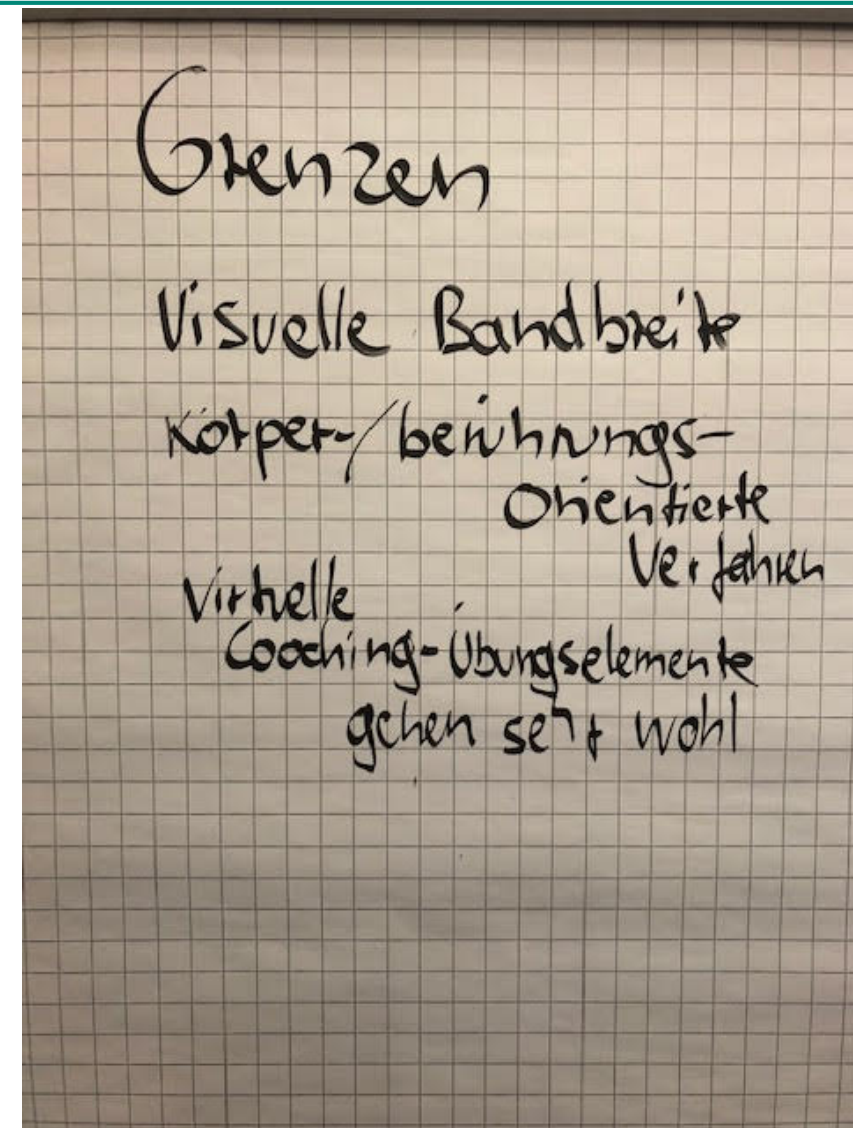 Grenzen
Visuelle Bandbreite
Körper-/berührungs-
orientierte
Verfahren
Virtuelle
Coaching-Übungselemente
gehen sehr wohl